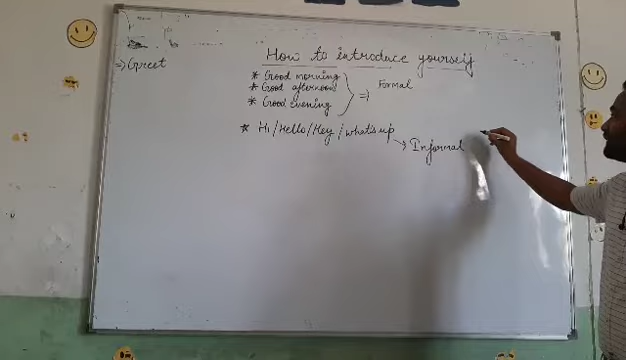 How to introduce yourself
⇒ Greet
* Good morning
* Good afternoon
* Good evening
} ⇒ Formal
* Hi/Hello/Hey/what's up
→ Informal